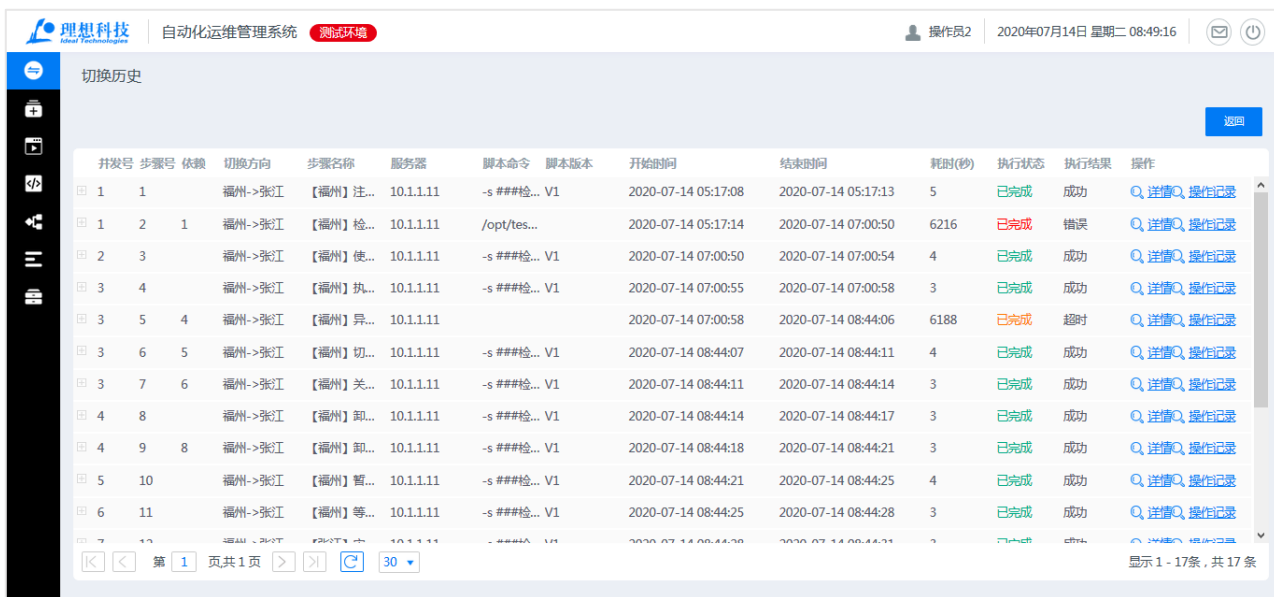 理想科技 自动化运维管理系统 测试环境 操作员2 2020年07月14日 星期二 08:49:16
Ideal Technologies
切换历史
返回
并发号 步骤号 依赖 切换方向 步骤名称 服务器 脚本命令 脚本版本 开始时间 结束时间 耗时(秒) 执行状态 执行结果 操作
1 1 福州->张江 【福州】注... 10.1.1.11 -s ###检... V1 2020-07-14 05:17:08 2020-07-14 05:17:13 5 已完成 成功 详情 操作记录
1 2 1 福州->张江 【福州】检... 10.1.1.11 /opt/tes... 2020-07-14 05:17:14 2020-07-14 07:00:50 6216 已完成 错误 详情 操作记录
2 3 福州->张江 【福州】使... 10.1.1.11 -s ###检... V1 2020-07-14 07:00:50 2020-07-14 07:00:54 4 已完成 成功 详情 操作记录
3 4 福州->张江 【福州】执... 10.1.1.11 -s ###检... V1 2020-07-14 07:00:55 2020-07-14 07:00:58 3 已完成 成功 详情 操作记录
3 5 4 福州->张江 【福州】异... 10.1.1.11 2020-07-14 07:00:58 2020-07-14 08:44:06 6188 已完成 超时 详情 操作记录
3 6 5 福州->张江 【福州】切... 10.1.1.11 -s ###检... V1 2020-07-14 08:44:07 2020-07-14 08:44:11 4 已完成 成功 详情 操作记录
3 7 6 福州->张江 【福州】关... 10.1.1.11 -s ###检... V1 2020-07-14 08:44:11 2020-07-14 08:44:14 3 已完成 成功 详情 操作记录
4 8 福州->张江 【福州】卸... 10.1.1.11 -s ###检... V1 2020-07-14 08:44:14 2020-07-14 08:44:17 3 已完成 成功 详情 操作记录
4 9 8 福州->张江 【福州】卸... 10.1.1.11 -s ###检... V1 2020-07-14 08:44:18 2020-07-14 08:44:21 3 已完成 成功 详情 操作记录
5 10 福州->张江 【福州】暂... 10.1.1.11 -s ###检... V1 2020-07-14 08:44:21 2020-07-14 08:44:25 4 已完成 成功 详情 操作记录
6 11 福州->张江 【福州】等... 10.1.1.11 -s ###检... V1 2020-07-14 08:44:25 2020-07-14 08:44:28 3 已完成 成功 详情 操作记录
第 1 页,共 1 页 30 显示 1 - 17条，共 17 条